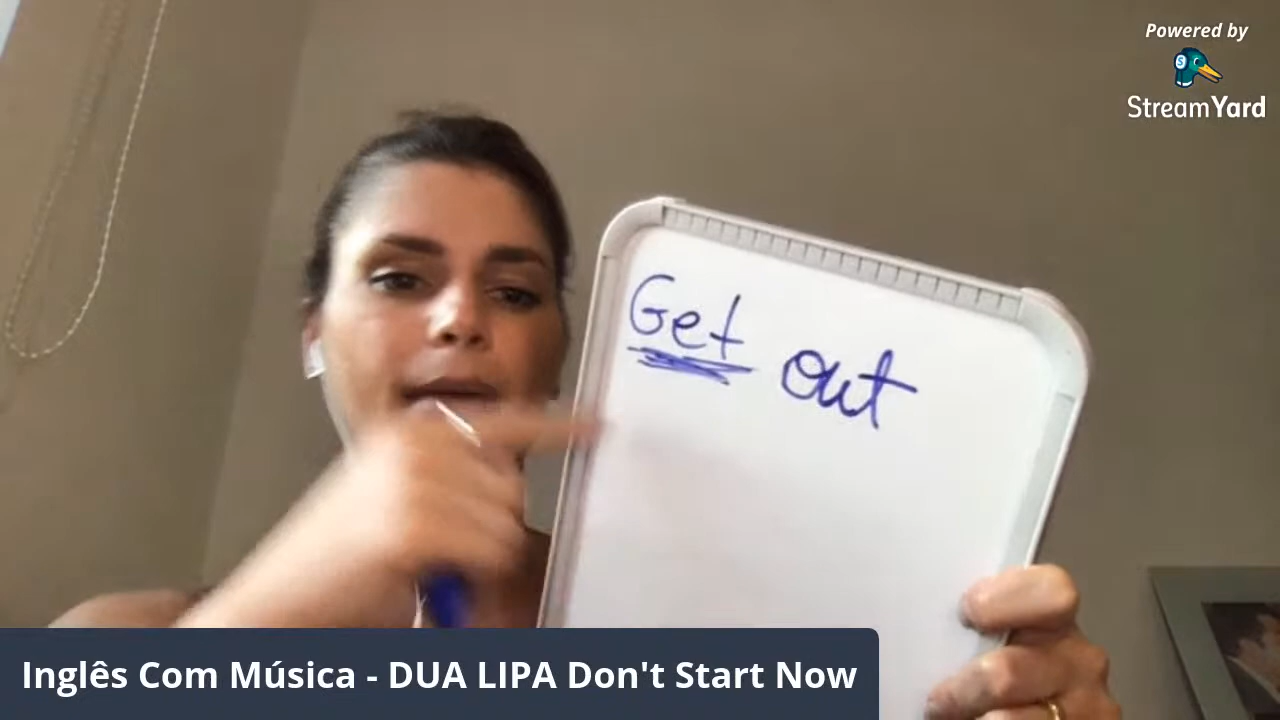 Powered by
StreamYard
Get out
Inglês Com Música - DUA LIPA Don't Start Now